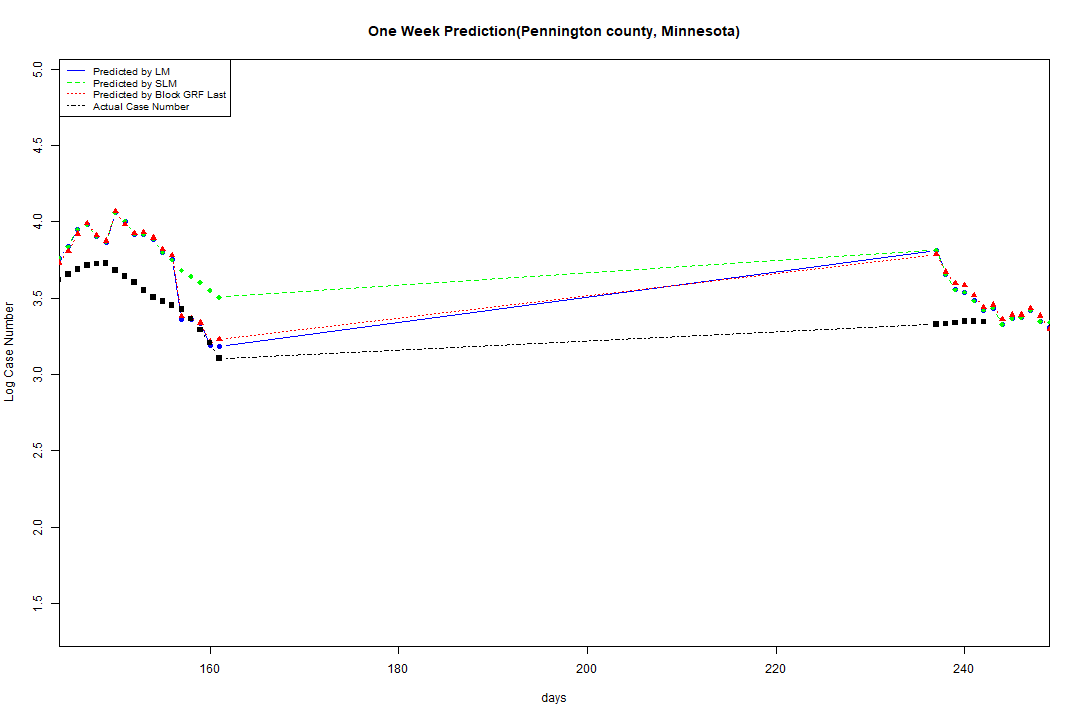 One Week Prediction(Pennington county, Minnesota)
Predicted by LM
Predicted by SLM
Predicted by Block GRF Last
Actual Case Number
Log Case Number
5.0
4.5
4.0
3.5
3.0
2.5
2.0
1.5
160 180 200 220 240
days